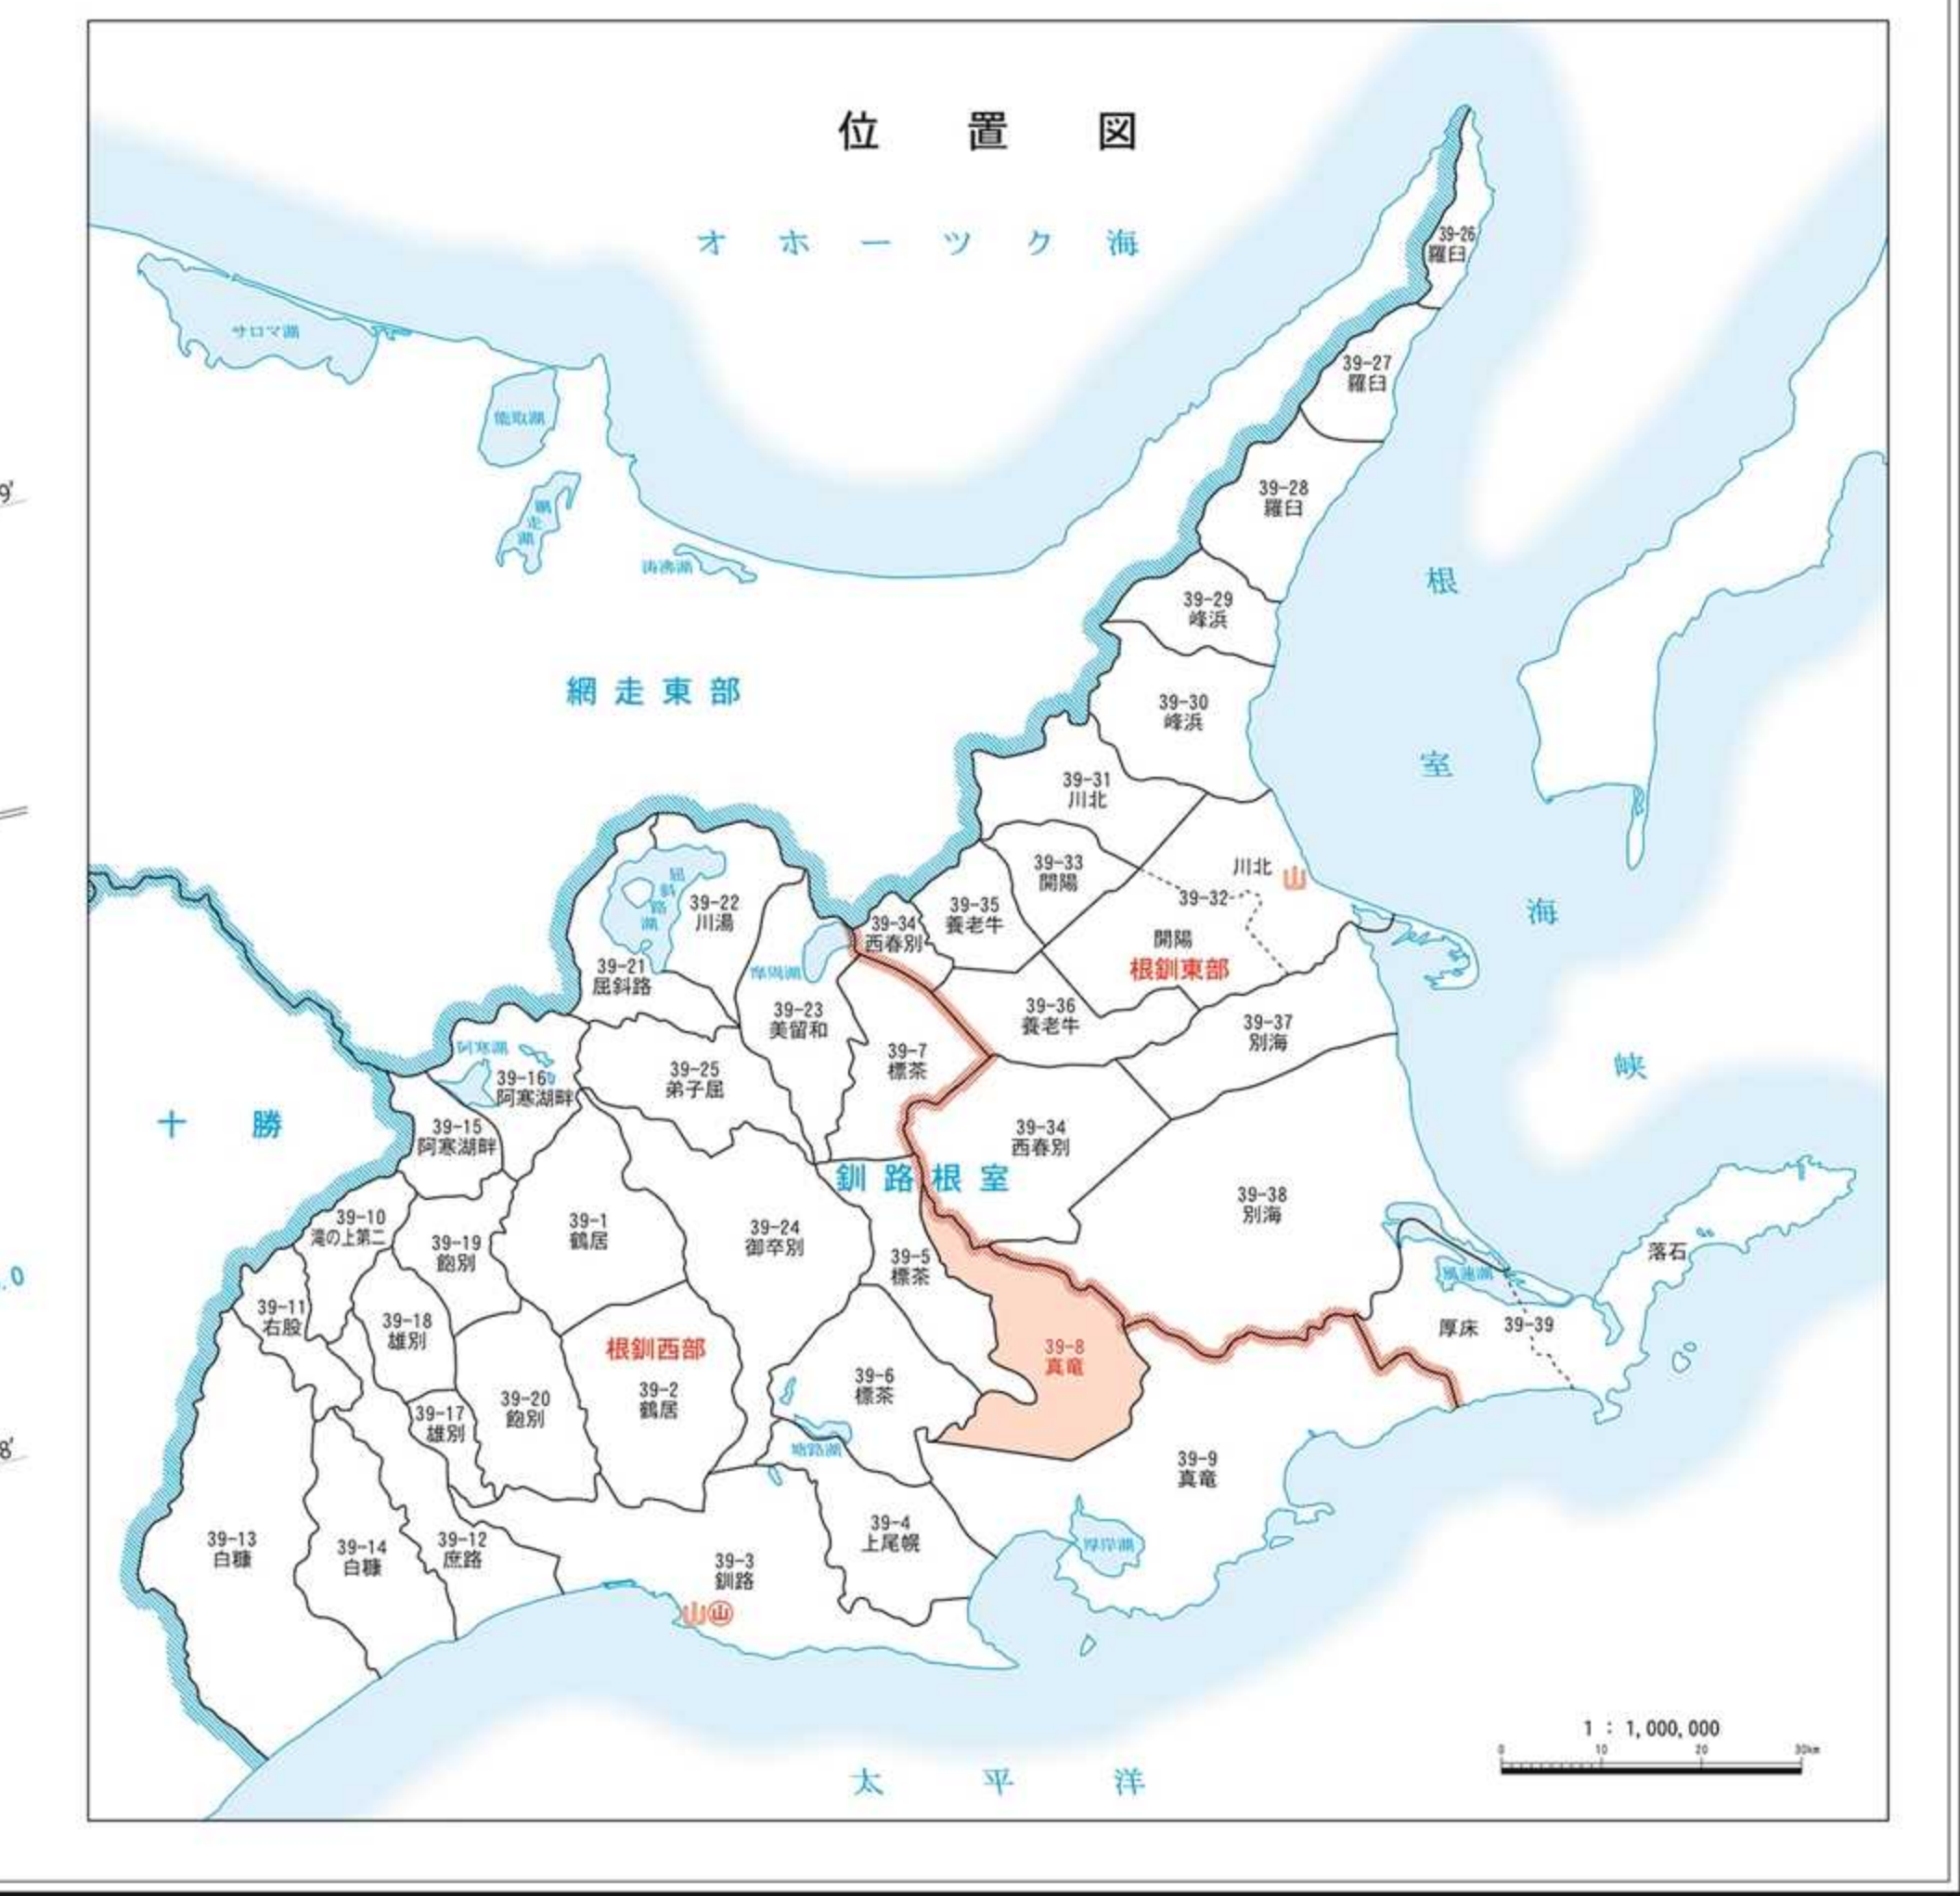 位置図
オホーツク海
39-26
羅臼
サロマ湖
39-27
羅臼
能取湖
39-28
羅臼
9'
網走湖
濤沸湖
根室海峡
39-29
峰浜
網走東部
39-30
峰浜
39-31
川北
39-33
開陽
川北
山
屈斜路湖
39-22
川湯
39-35
養老牛
39-32
39-34
西春別
開陽
根釧東部
39-21
屈斜路
摩周湖
39-23
美留和
39-36
養老牛
39-37
別海
阿寒湖
39-16
阿寒湖畔
39-25
弟子屈
39-7
標茶
十勝
39-15
阿寒湖畔
39-34
西春別
釧路根室
39-38
別海
39-10
滝の上第二
39-19
飽別
39-1
鶴居
39-24
御卒別
39-5
標茶
落石
風蓮湖
.0
39-11
右股
39-18
雄別
根釧西部
39-8
真竜
厚床
39-39
39-2
鶴居
39-6
標茶
39-20
飽別
39-17
雄別
8'
塘路湖
39-9
真竜
39-13
白糠
39-14
白糠
39-12
庶路
39-3
釧路
39-4
上尾幌
厚岸湖
山 山
太平洋
1 : 1,000,000
0 10 20 30km